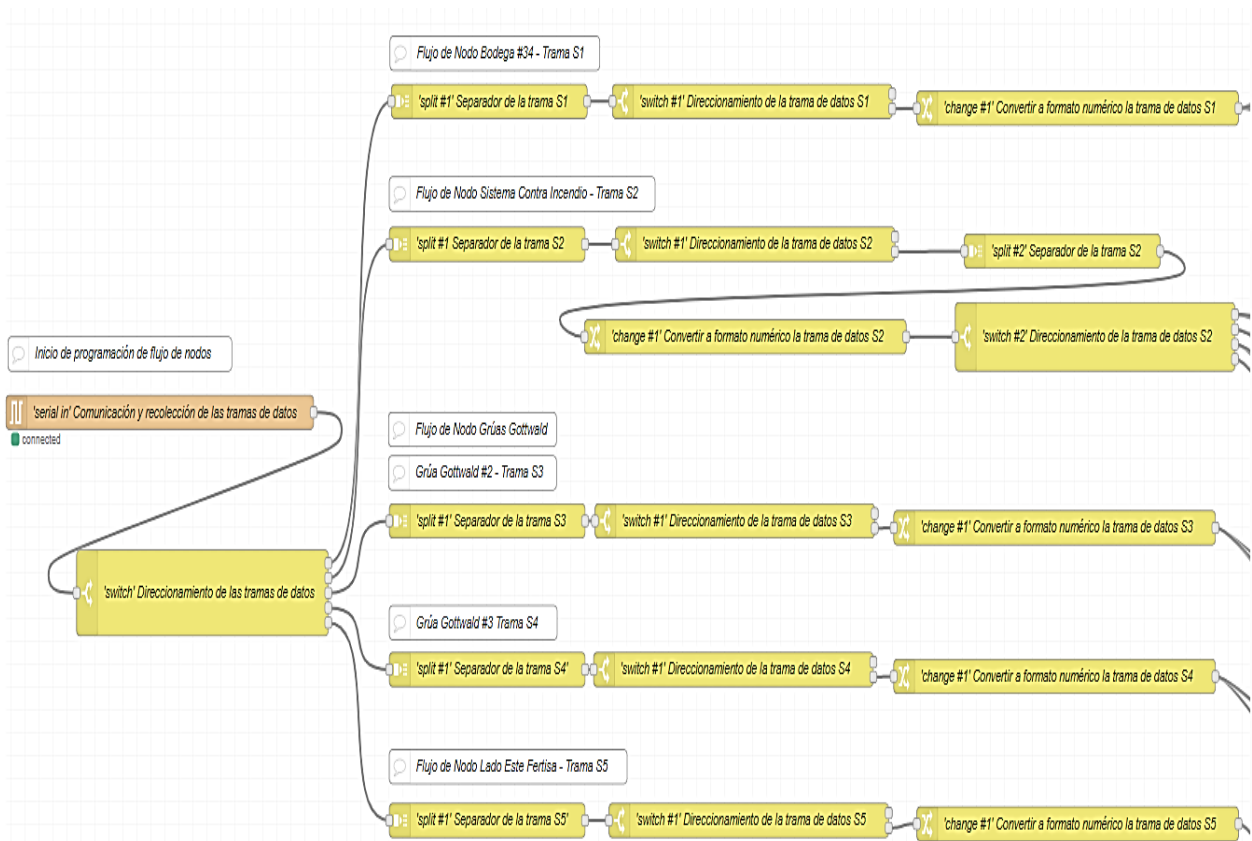 Flujo de Nodo Bodega #34 - Trama S1
'split #1' Separador de la trama S1
'switch #1' Direccionamiento de la trama de datos S1
'change #1' Convertir a formato numérico la trama de datos S1
Flujo de Nodo Sistema Contra Incendio - Trama S2
'split #1 Separador de la trama S2
'switch #1' Direccionamiento de la trama de datos S2
'split #2' Separador de la trama S2
'change #1' Convertir a formato numérico la trama de datos S2
'switch #2' Direccionamiento de la trama de datos S2
Inicio de programación de flujo de nodos
'serial in' Comunicación y recolección de las tramas de datos
connected
Flujo de Nodo Grúas Gottwald
Grúa Gottwald #2 - Trama S3
'split #1' Separador de la trama S3
'switch #1' Direccionamiento de la trama de datos S3
'change #1' Convertir a formato numérico la trama de datos S3
'switch' Direccionamiento de las tramas de datos
Grúa Gottwald #3 Trama S4
'split #1' Separador de la trama S4'
'switch #1' Direccionamiento de la trama de datos S4
'change #1' Convertir a formato numérico la trama de datos S4
Flujo de Nodo Lado Este Fertisa - Trama S5
'split #1' Separador de la trama S5'
'switch #1' Direccionamiento de la trama de datos S5
'change #1' Convertir a formato numérico la trama de datos S5